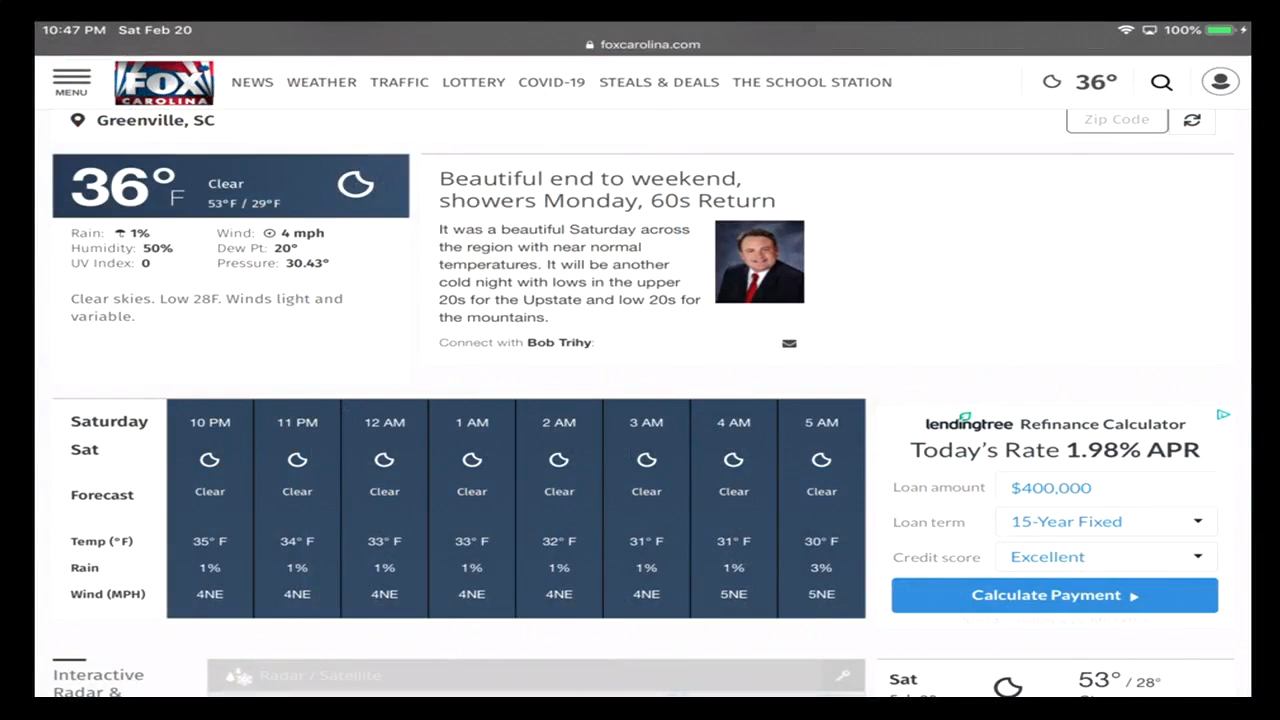 10:47 PM Sat Feb 20
100%
foxcarolina.com
MENU
FOX
CAROLINA
NEWS WEATHER TRAFFIC LOTTERY COVID-19 STEALS & DEALS THE SCHOOL STATION
36°
Greenville, SC
Zip Code
36°F
Clear
53°F / 29°F
Rain: 1% Wind: 4 mph
Humidity: 50% Dew Pt: 20°
UV Index: 0 Pressure: 30.43"
Clear skies. Low 28F. Winds light and
variable.
Beautiful end to weekend,
showers Monday, 60s Return
It was a beautiful Saturday across
the region with near normal
temperatures. It will be another
cold night with lows in the upper
20s for the Upstate and low 20s for
the mountains.
Connect with Bob Trihy:
Saturday 10 PM 11 PM 12 AM 1 AM 2 AM 3 AM 4 AM 5 AM
Sat
Forecast Clear Clear Clear Clear Clear Clear Clear Clear
Temp (°F) 35° F 34° F 33° F 33° F 32° F 31° F 31° F 30° F
Rain 1% 1% 1% 1% 1% 1% 1% 3%
Wind (MPH) 4NE 4NE 4NE 4NE 4NE 4NE 5NE 5NE
lendingtree Refinance Calculator
Today's Rate 1.98% APR
Loan amount $400,000
Loan term 15-Year Fixed
Credit score Excellent
Calculate Payment
Interactive
Radar &
Radar / Satellite
Sat 53° / 28°